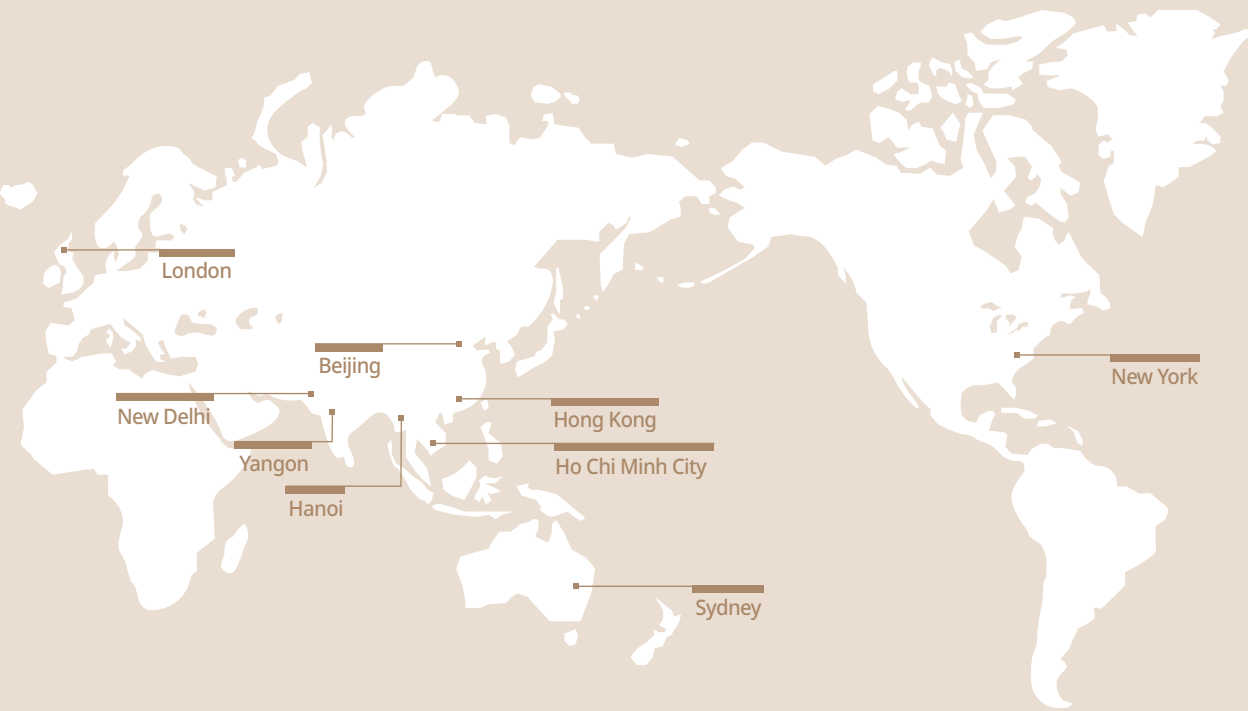 London
Beijing
New York
New Delhi
Hong Kong
Yangon
Ho Chi Minh City
Hanoi
Sydney